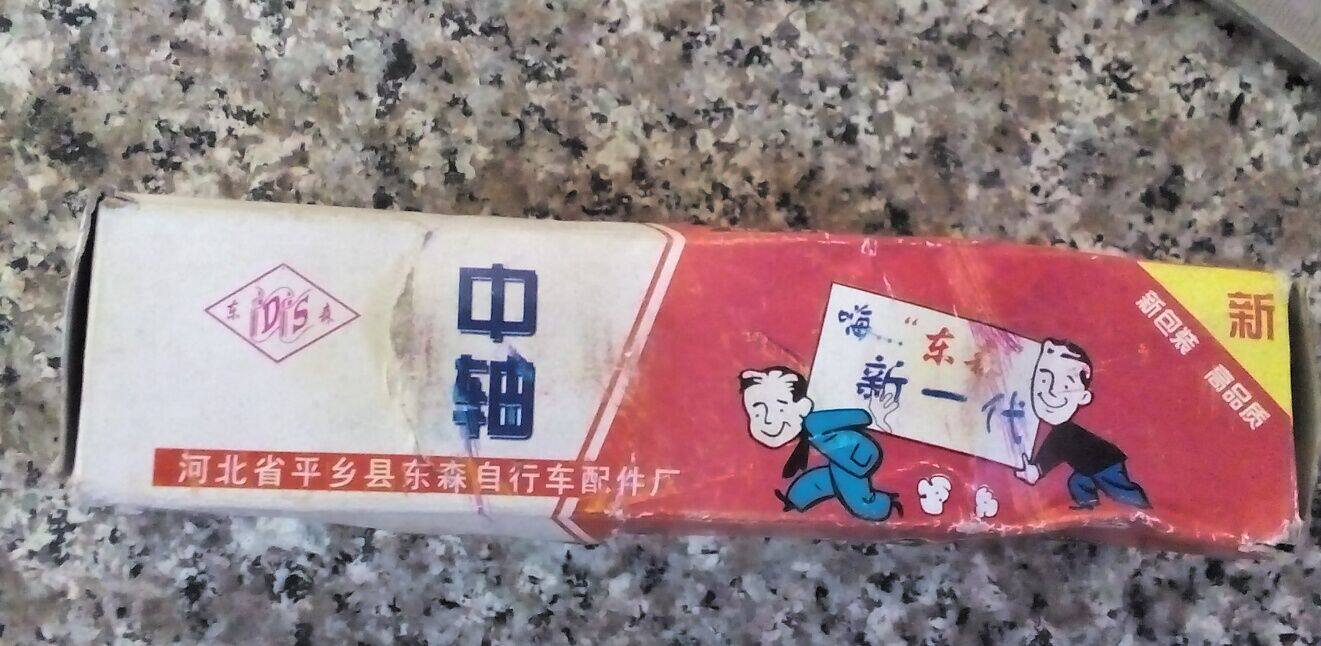 东 DS 森
中轴
河北省平乡县东森自行车配件厂
嗨…“东森
新一代
新包装 高品质
新